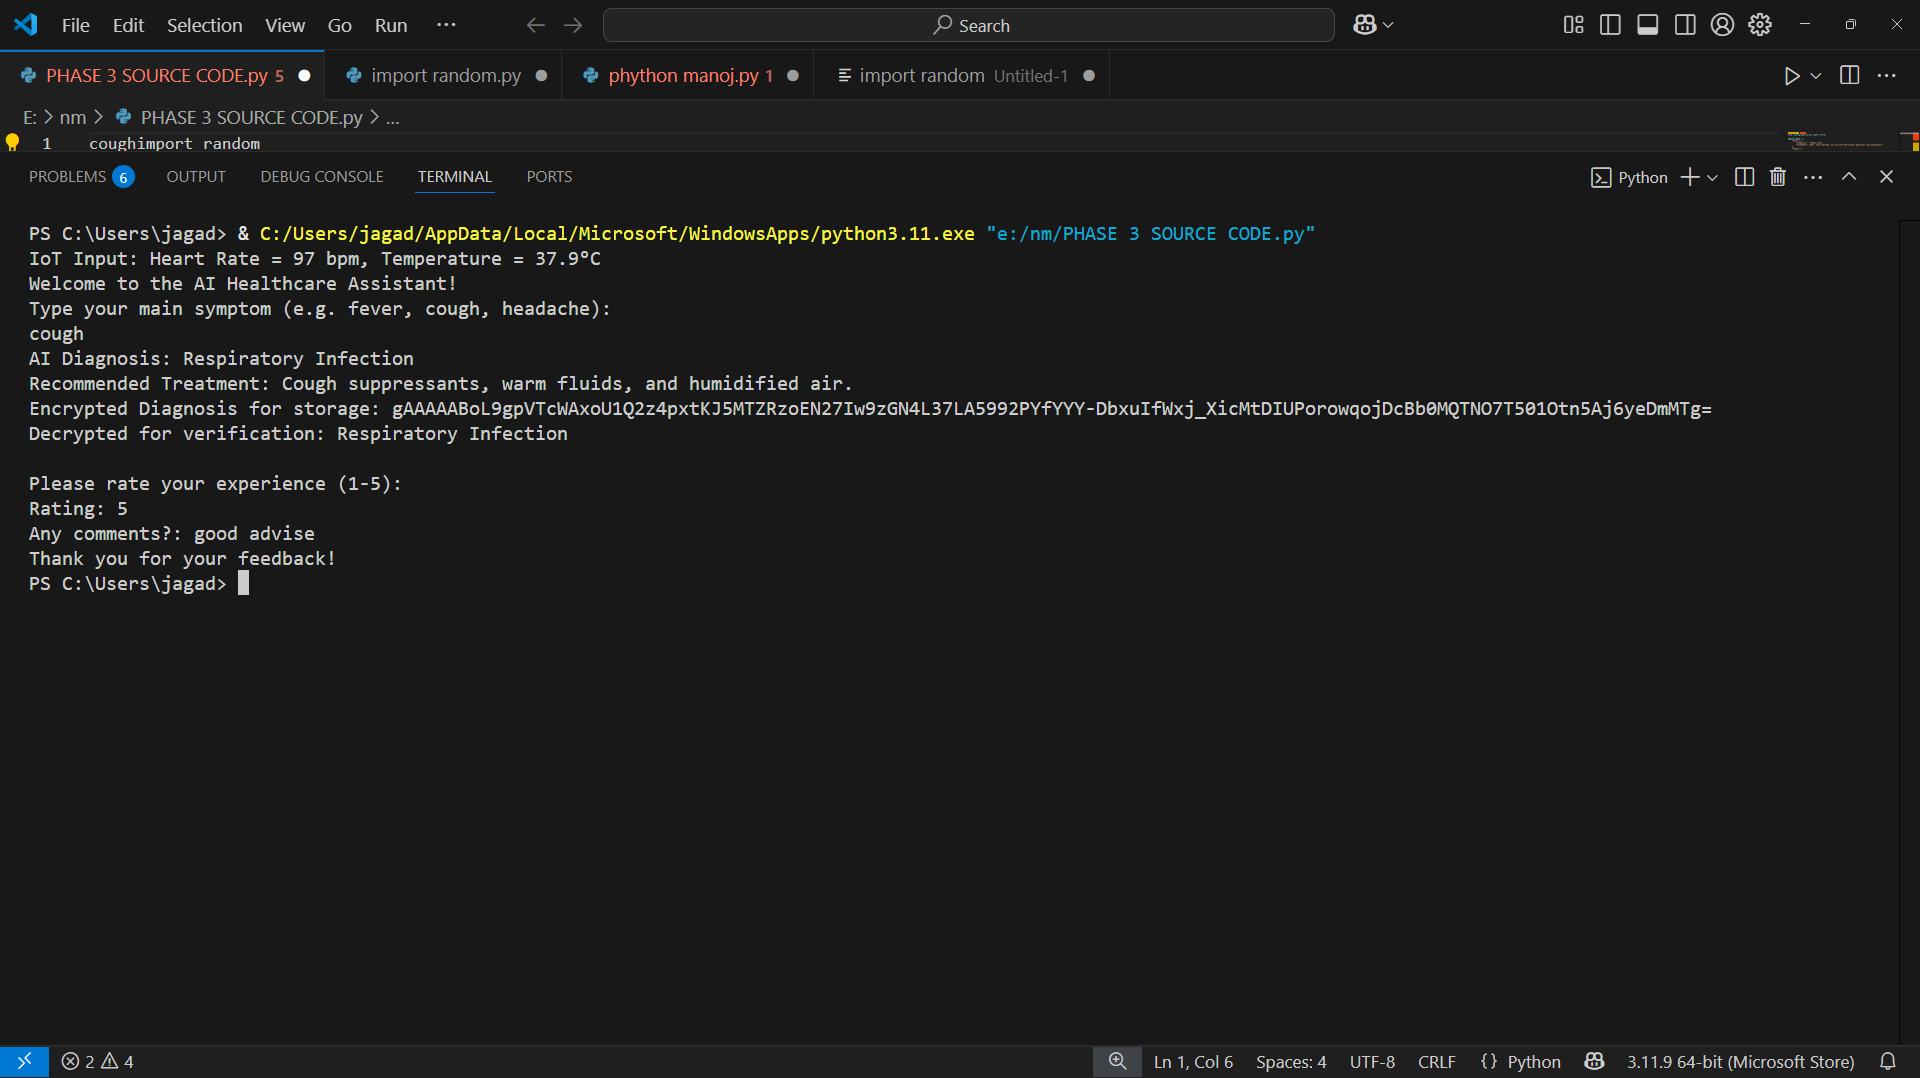 File Edit Selection View Go Run ··· Search
PHASE 3 SOURCE CODE.py 5 import random.py phython manoj.py 1 import random Untitled-1
E: > nm > PHASE 3 SOURCE CODE.py > ...
1 coughimport random
PROBLEMS 6 OUTPUT DEBUG CONSOLE TERMINAL PORTS Python
PS C:\Users\jagad> & C:/Users/jagad/AppData/Local/Microsoft/WindowsApps/python3.11.exe "e:/nm/PHASE 3 SOURCE CODE.py"
IoT Input: Heart Rate = 97 bpm, Temperature = 37.9°C
Welcome to the AI Healthcare Assistant!
Type your main symptom (e.g. fever, cough, headache):
cough
AI Diagnosis: Respiratory Infection
Recommended Treatment: Cough suppressants, warm fluids, and humidified air.
Encrypted Diagnosis for storage: gAAAAABoL9gpVTcWAxoU1Q2z4pxtKJ5MTZRzoEN27Iw9zGN4L37LA5992PYfYYY-DbxuIfWxj_XicMtDIUPorowqojDcBb0MQTNO7T501Otn5Aj6yeDmMTg=
Decrypted for verification: Respiratory Infection
Please rate your experience (1-5):
Rating: 5
Any comments?: good advise
Thank you for your feedback!
PS C:\Users\jagad>
2 4 Ln 1, Col 6 Spaces: 4 UTF-8 CRLF {} Python 3.11.9 64-bit (Microsoft Store)